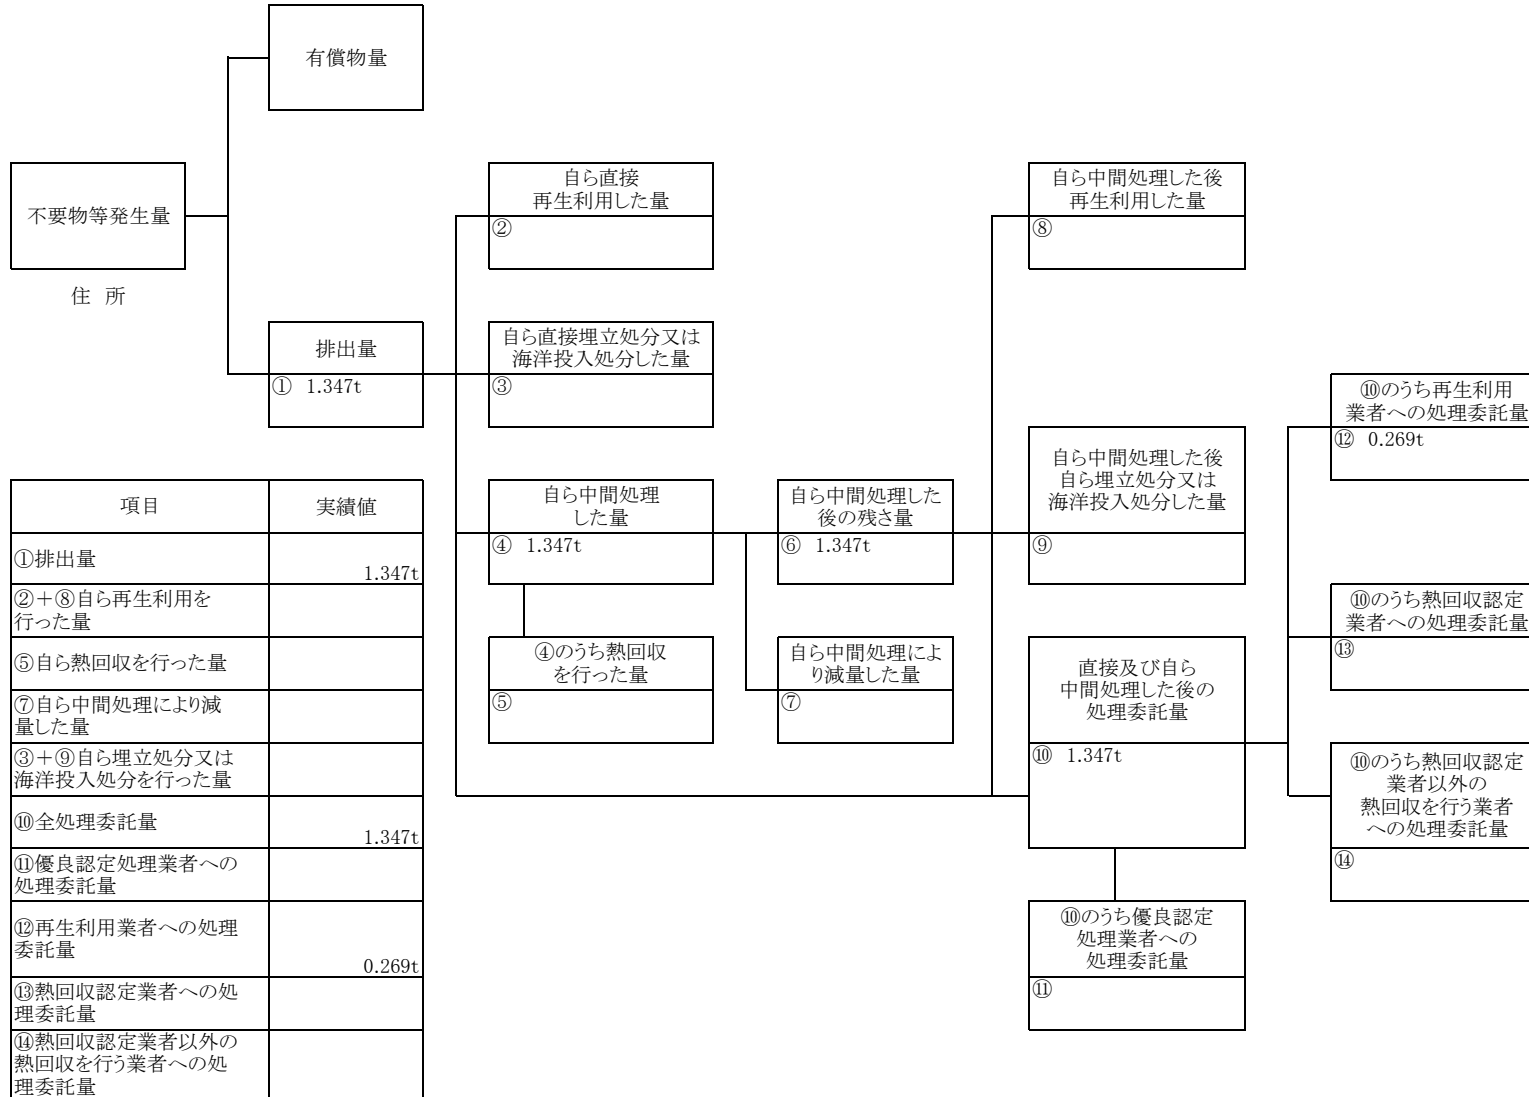 有償物量
不要物等発生量
住 所
排出量
① 1.347t
自ら直接
再生利用した量
②
自ら直接埋立処分又は
海洋投入処分した量
③
自ら中間処理
した量
④ 1.347t
④のうち熱回収
を行った量
⑤
自ら中間処理した
後の残さ量
⑥ 1.347t
自ら中間処理によ
り減量した量
⑦
自ら中間処理した後
再生利用した量
⑧
自ら中間処理した後
自ら埋立処分又は
海洋投入処分した量
⑨
直接及び自ら
中間処理した後の
処理委託量
⑩ 1.347t
⑩のうち優良認定
処理業者への
処理委託量
⑪
⑩のうち再生利用
業者への処理委託量
⑫ 0.269t
⑩のうち熱回収認定
業者への処理委託量
⑬
⑩のうち熱回収認定
業者以外の
熱回収を行う業者
への処理委託量
⑭
項目
実績値
①排出量
1.347t
②＋⑧自ら再生利用を
行った量
⑤自ら熱回収を行った量
⑦自ら中間処理により減
量した量
③＋⑨自ら埋立処分又は
海洋投入処分を行った量
⑩全処理委託量
1.347t
⑪優良認定処理業者への
処理委託量
⑫再生利用業者への処理
委託量
0.269t
⑬熱回収認定業者への処
理委託量
⑭熱回収認定業者以外の
熱回収を行う業者への処
理委託量